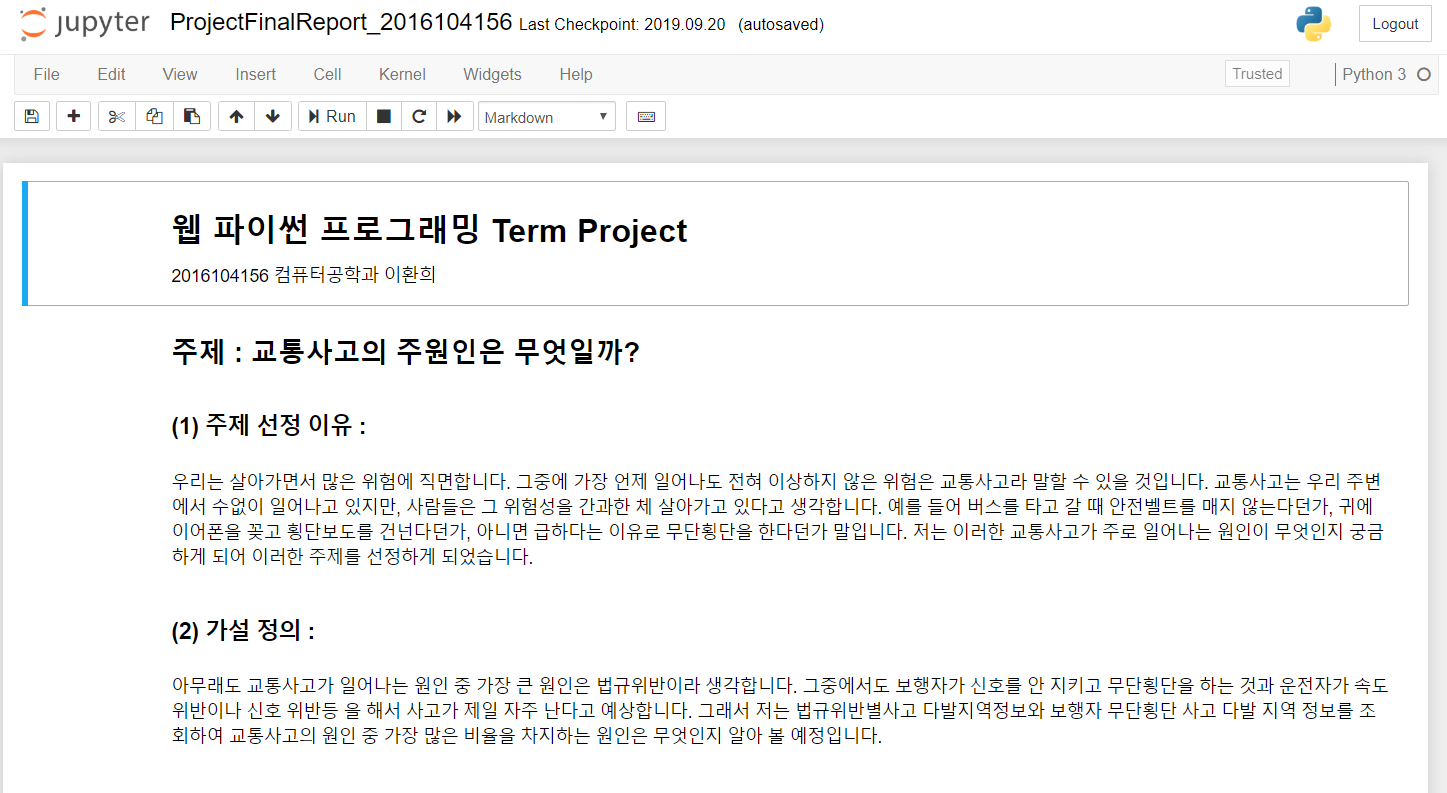 jupyter ProjectFinalReport_2016104156 Last Checkpoint: 2019.09.20 (autosaved) Logout
File Edit View Insert Cell Kernel Widgets Help Trusted Python 3
Run Markdown
웹 파이썬 프로그래밍 Term Project
2016104156 컴퓨터공학과 이환희
주제 : 교통사고의 주원인은 무엇일까?
(1) 주제 선정 이유 :
우리는 살아가면서 많은 위험에 직면합니다. 그중에 가장 언제 일어나도 전혀 이상하지 않은 위험은 교통사고라 말할 수 있을 것입니다. 교통사고는 우리 주변
에서 수없이 일어나고 있지만, 사람들은 그 위험성을 간과한 체 살아가고 있다고 생각합니다. 예를 들어 버스를 타고 갈 때 안전벨트를 매지 않는다던가, 귀에
이어폰을 꽂고 횡단보도를 건넌다던가, 아니면 급하다는 이유로 무단횡단을 한다던가 말입니다. 저는 이러한 교통사고가 주로 일어나는 원인이 무엇인지 궁금
하게 되어 이러한 주제를 선정하게 되었습니다.
(2) 가설 정의 :
아무래도 교통사고가 일어나는 원인 중 가장 큰 원인은 법규위반이라 생각합니다. 그중에서도 보행자가 신호를 안 지키고 무단횡단을 하는 것과 운전자가 속도
위반이나 신호 위반등 을 해서 사고가 제일 자주 난다고 예상합니다. 그래서 저는 법규위반별사고 다발지역정보와 보행자 무단횡단 사고 다발 지역 정보를 조
회하여 교통사고의 원인 중 가장 많은 비율을 차지하는 원인은 무엇인지 알아 볼 예정입니다.